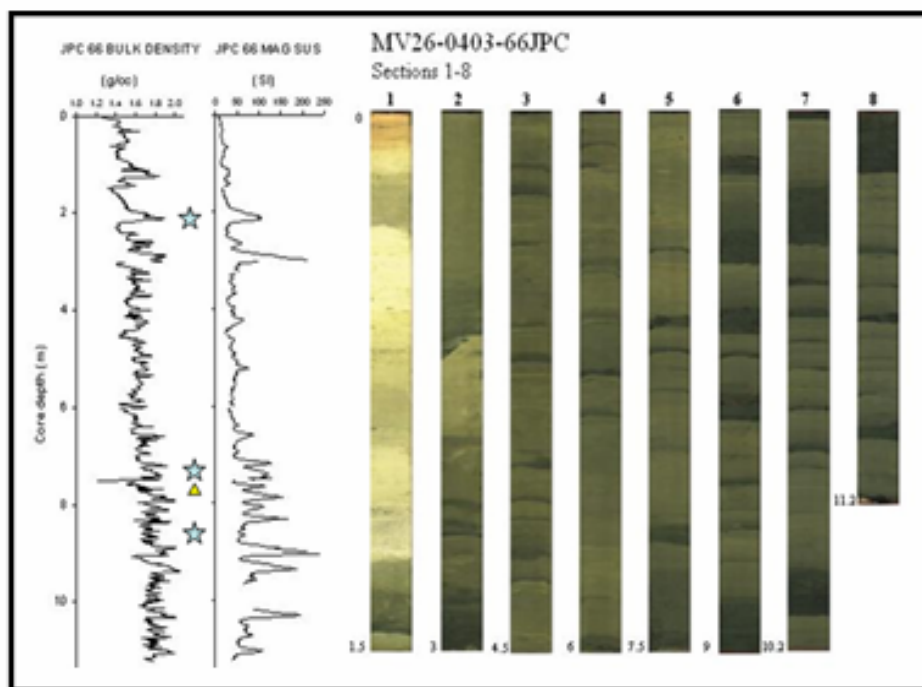 JPC 66 BULK DENSITY
(g/cc)
1.0 1.2 1.4 1.6 1.8 2.0
JPC 66 MAG SUS
(SI)
0 50 100 150 200 250
MV26-0403-66JPC
Sections 1-8
1 2 3 4 5 6 7 8
0
0
2
4
6
8
10
Core depth (m)
11.2
1.5 3 4.5 6 7.5 9 10.2